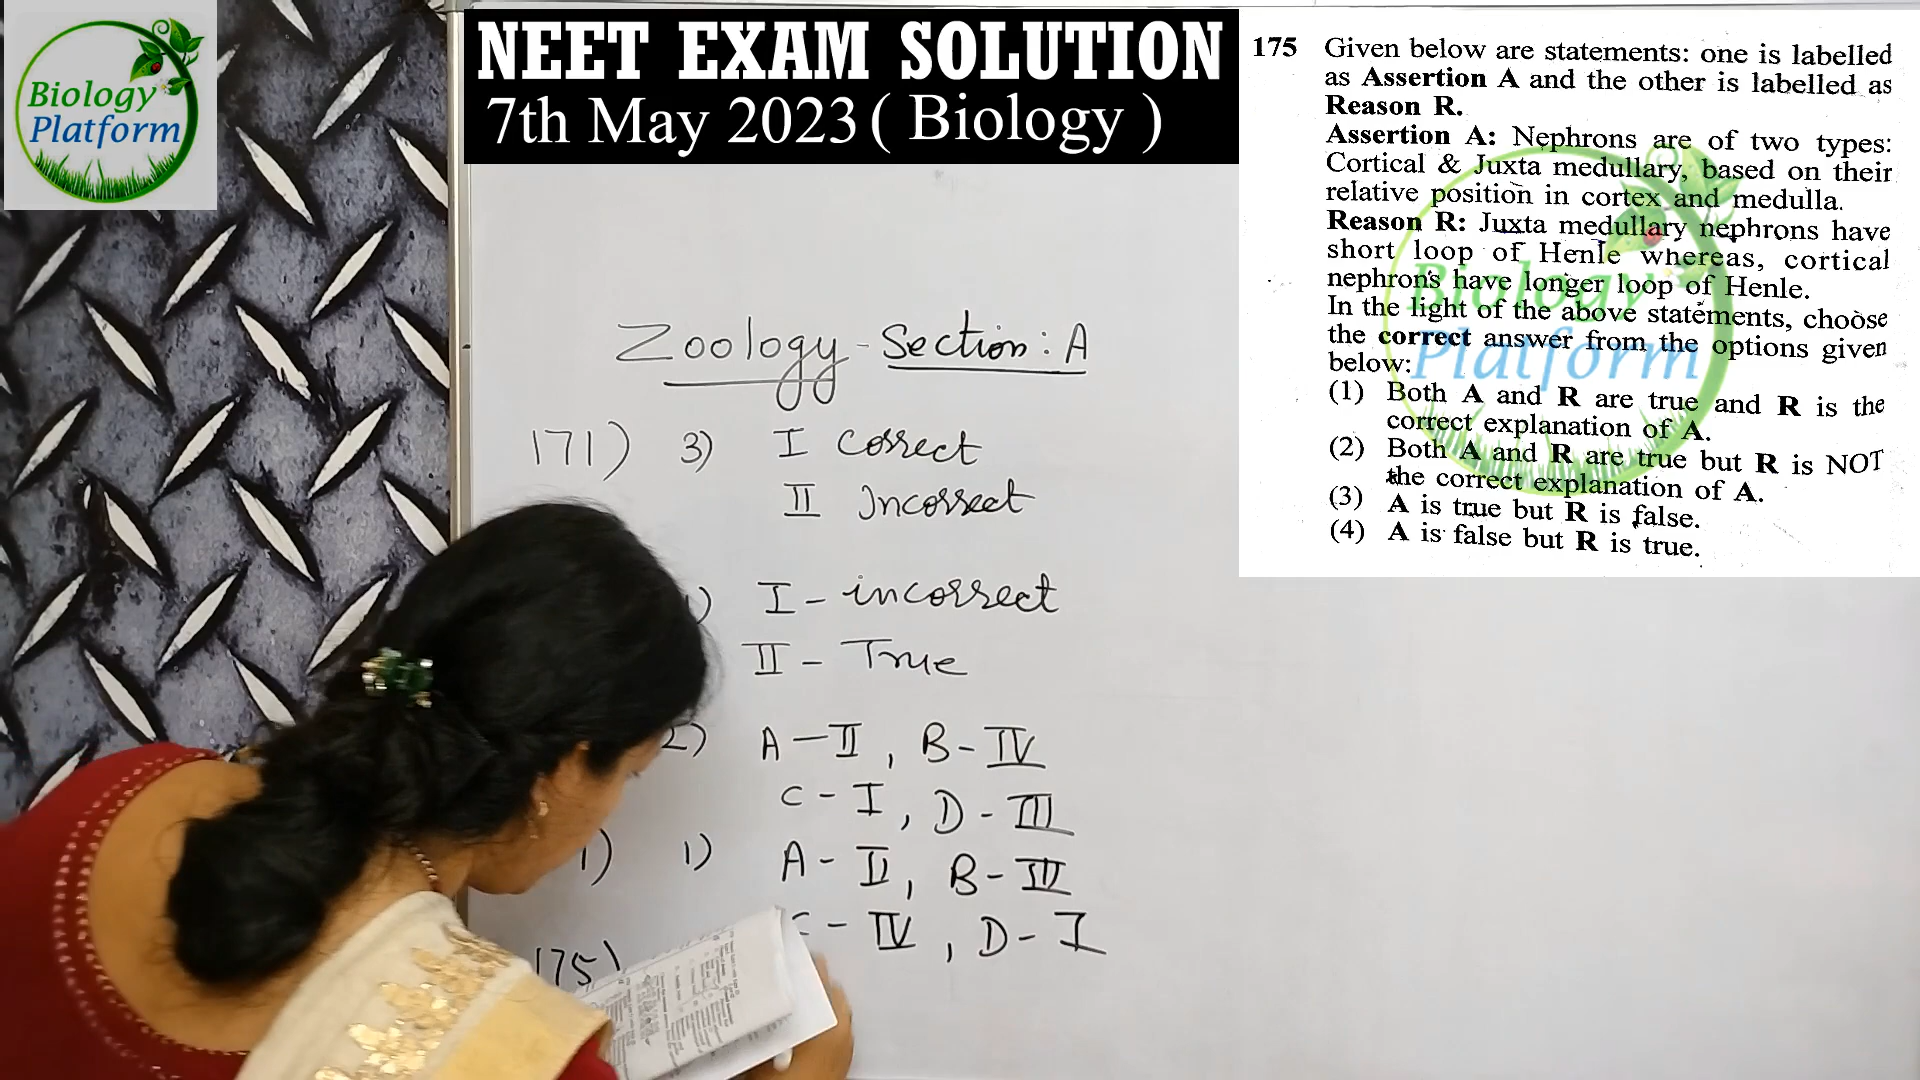 Biology
Platform
NEET EXAM SOLUTION
7th May 2023 ( Biology )
175 Given below are statements: one is labelled
as Assertion A and the other is labelled as
Reason R.
Assertion A: Nephrons are of two types:
Cortical & Juxta medullary, based on their
relative position in cortex and medulla.
Reason R: Juxta medullary nephrons have
short loop of Henle whereas, cortical
nephrons have longer loop of Henle.
In the light of the above statements, choose
the correct answer from the options given
below:
(1) Both A and R are true and R is the
correct explanation of A.
(2) Both A and R are true but R is NOT
the correct explanation of A.
(3) A is true but R is false.
(4) A is false but R is true.
Biology
Platform
Zoology - Section : A
171) 3) I Correct
II Incorrect
I - incorrect
II - True
2) A - II , B - IV
C - I , D - III
1) 1) A - II , B - III
C - IV , D - I
175)